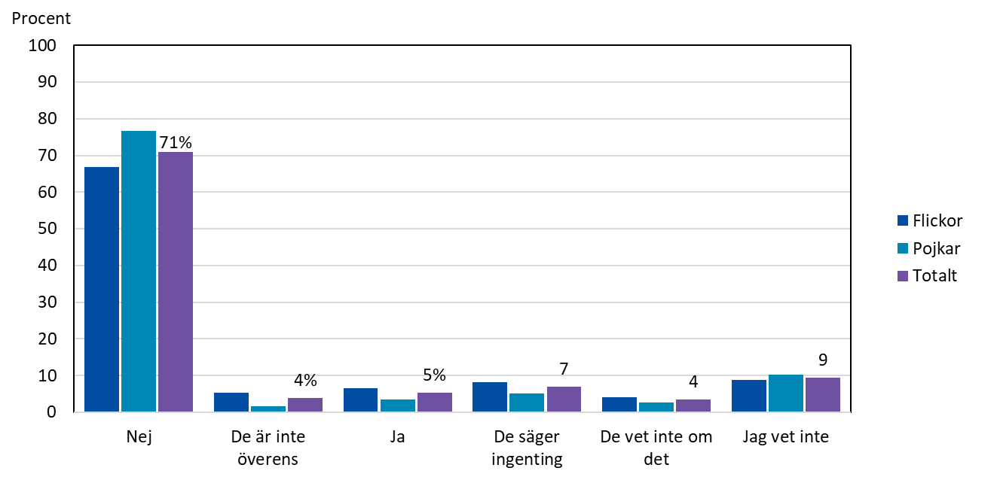 Procent
100
90
80
70
60
50
40
30
20
10
0
71%
4%
5%
7
4
9
Nej
De är inte
överens
Ja
De säger
ingenting
De vet inte om
det
Jag vet inte
Flickor
Pojkar
Totalt